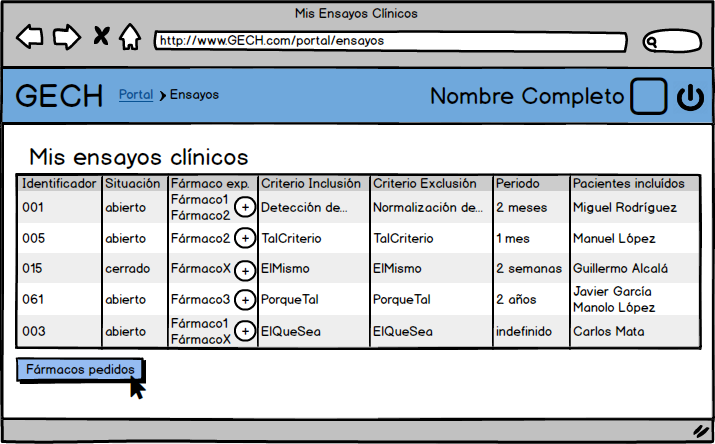 Mis Ensayos Clínicos
http://www.GECH.com/portal/ensayos
GECH Portal Ensayos Nombre Completo
Mis ensayos clínicos
Identificador Situación Fármaco exp. Criterio Inclusión Criterio Exclusión Periodo Pacientes incluídos
001 abierto Fármaco1 + Detección de... Normalización de... 2 meses Miguel Rodríguez
Fármaco2
005 abierto Fármaco2 + TalCriterio TalCriterio 1 mes Manuel López
015 cerrado FármacoX + ElMismo ElMismo 2 semanas Guillermo Alcalá
061 abierto Fármaco3 + PorqueTal PorqueTal 2 años Javier García
Manolo López
003 abierto Fármaco1 + ElQueSea ElQueSea indefinido Carlos Mata
FármacoX
Fármacos pedidos